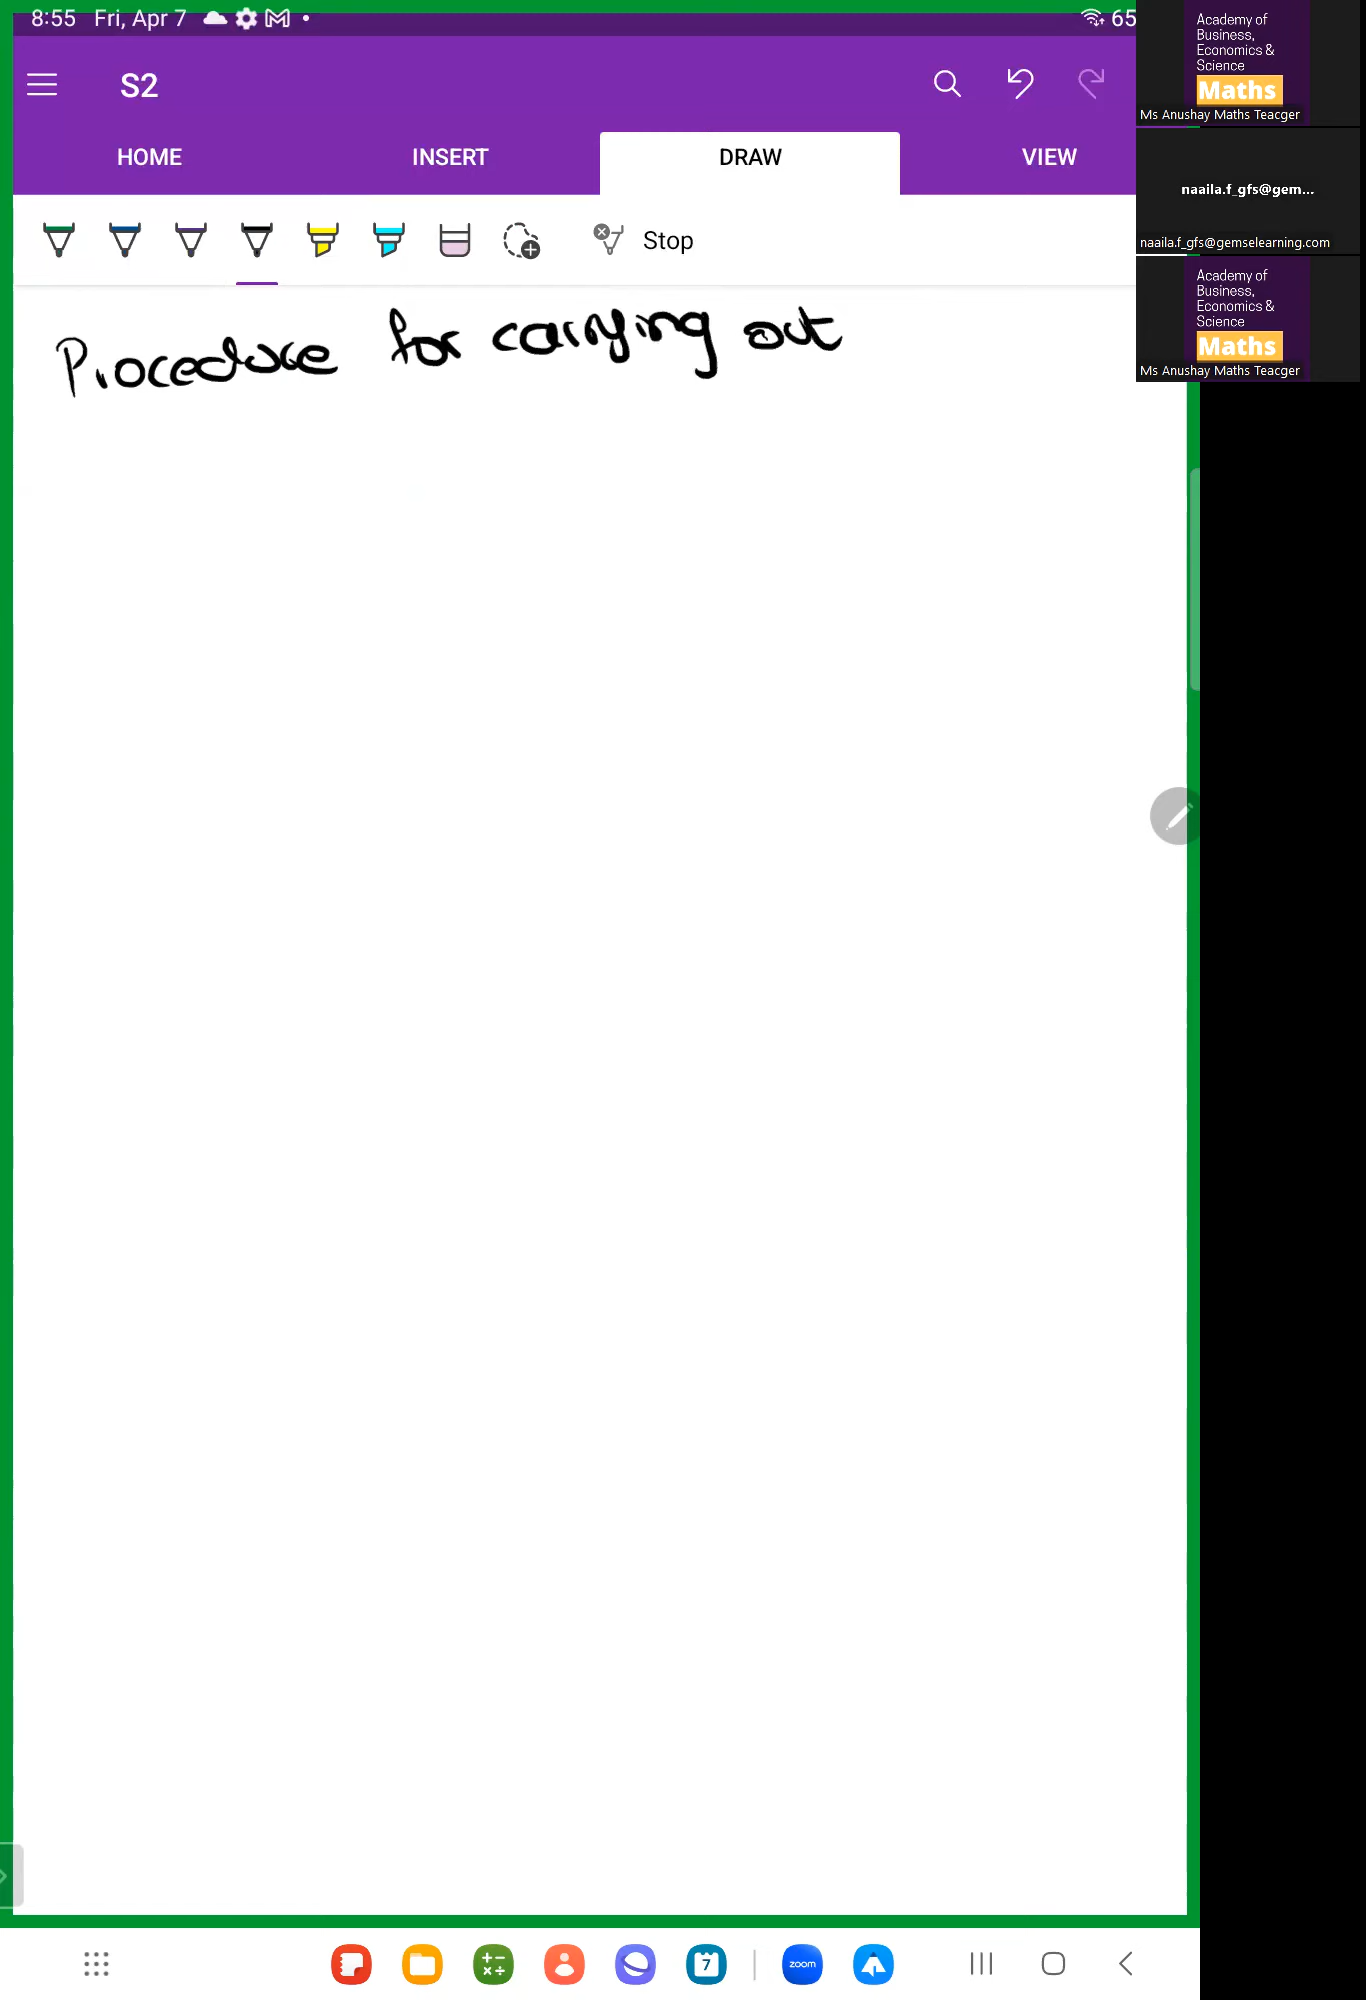 8:55 Fri, Apr 7
65
S2
HOME INSERT DRAW VIEW
Stop
Procedure for carrying out
Academy of
Business,
Economics &
Science
Maths
Ms Anushay Maths Teacger
naaila.f_gfs@gem...
naaila.f_gfs@gemselearning.com
Academy of
Business,
Economics &
Science
Maths
Ms Anushay Maths Teacger
7
zoom